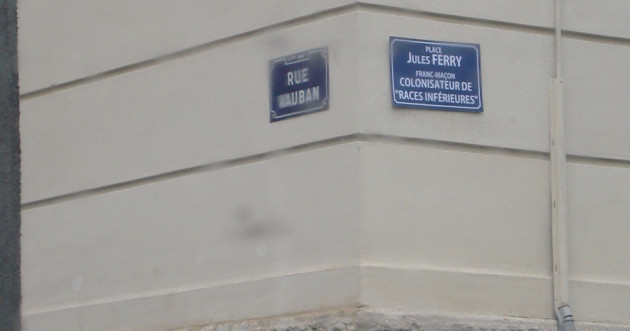 RUE
VAUBAN
PLACE
JULES FERRY
FRANC-MAÇON
COLONISATEUR DE
"RACES INFÉRIEURES"